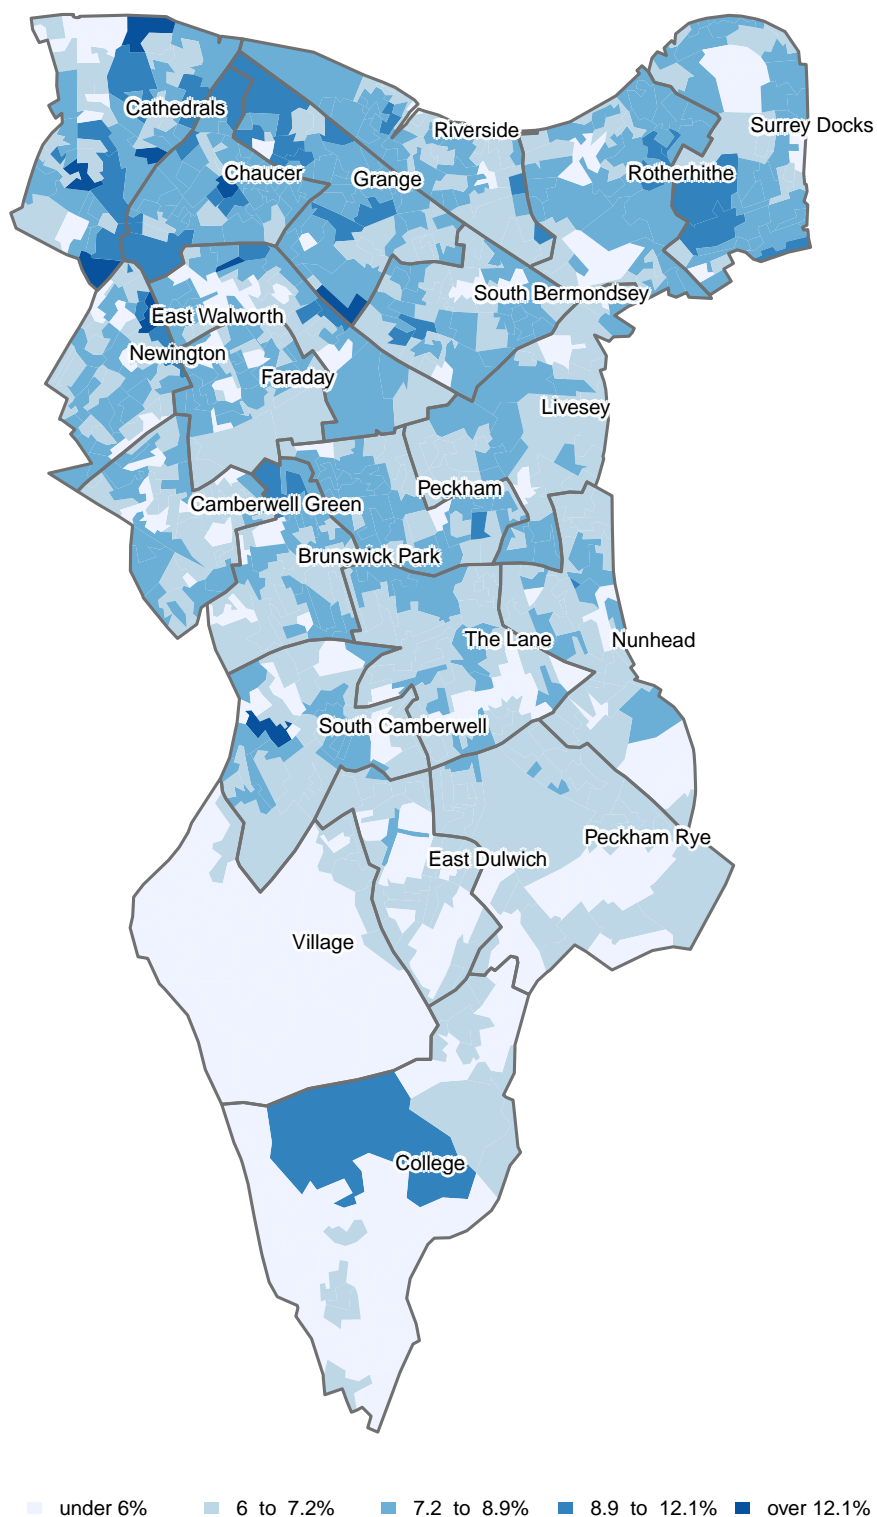 Cathedrals
Surrey Docks
Riverside
Chaucer
Grange
Rotherhithe
South Bermondsey
East Walworth
Newington
Faraday
Livesey
Peckham
Camberwell Green
Brunswick Park
The Lane
Nunhead
South Camberwell
Peckham Rye
East Dulwich
Village
College
under 6% 6 to 7.2% 7.2 to 8.9% 8.9 to 12.1% over 12.1%